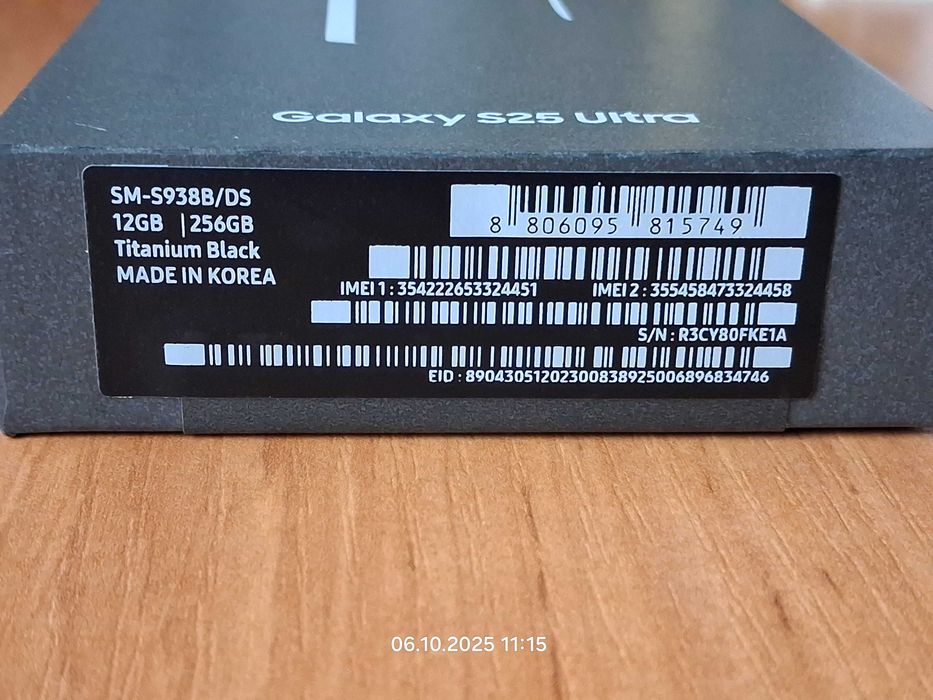 Galaxy S25 Ultra
SM-S938B/DS
12GB | 256GB
Titanium Black
MADE IN KOREA
8 806095 815749
IMEI 1 : 354222653324451 IMEI 2 : 355458473324458
S/N : R3CY80FKE1A
EID : 89043051202300838925006896834746
06.10.2025 11:15